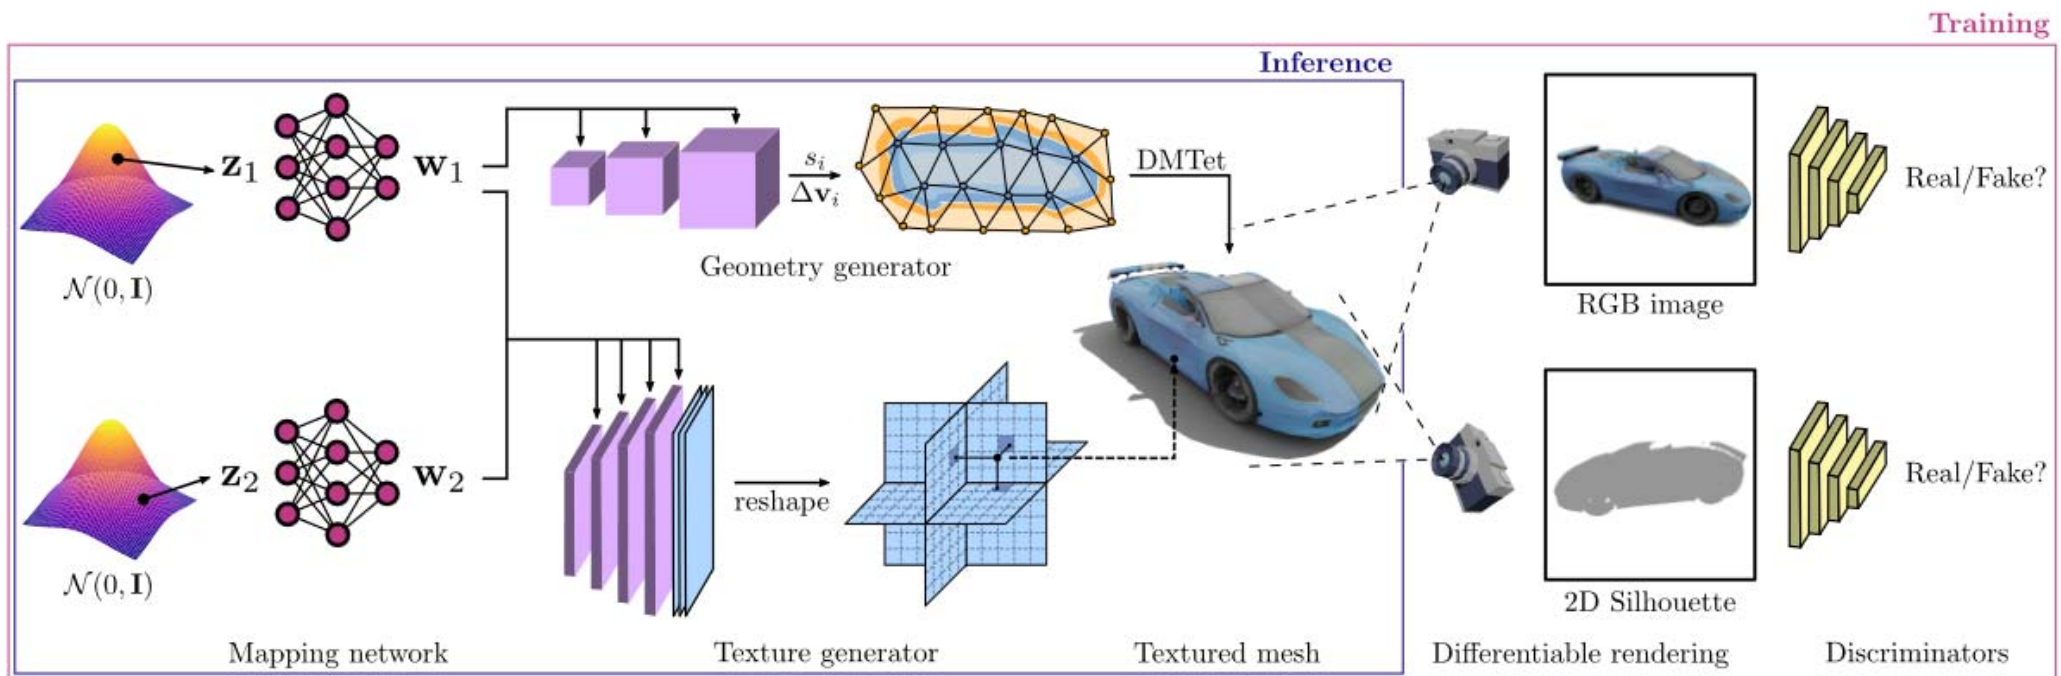 Training
Inference
z₁
w₁
sᵢ
Δvᵢ
DMTet
Real/Fake?
𝒩(0, I)
Geometry generator
RGB image
z₂
w₂
reshape
Real/Fake?
𝒩(0, I)
2D Silhouette
Mapping network
Texture generator
Textured mesh
Differentiable rendering
Discriminators